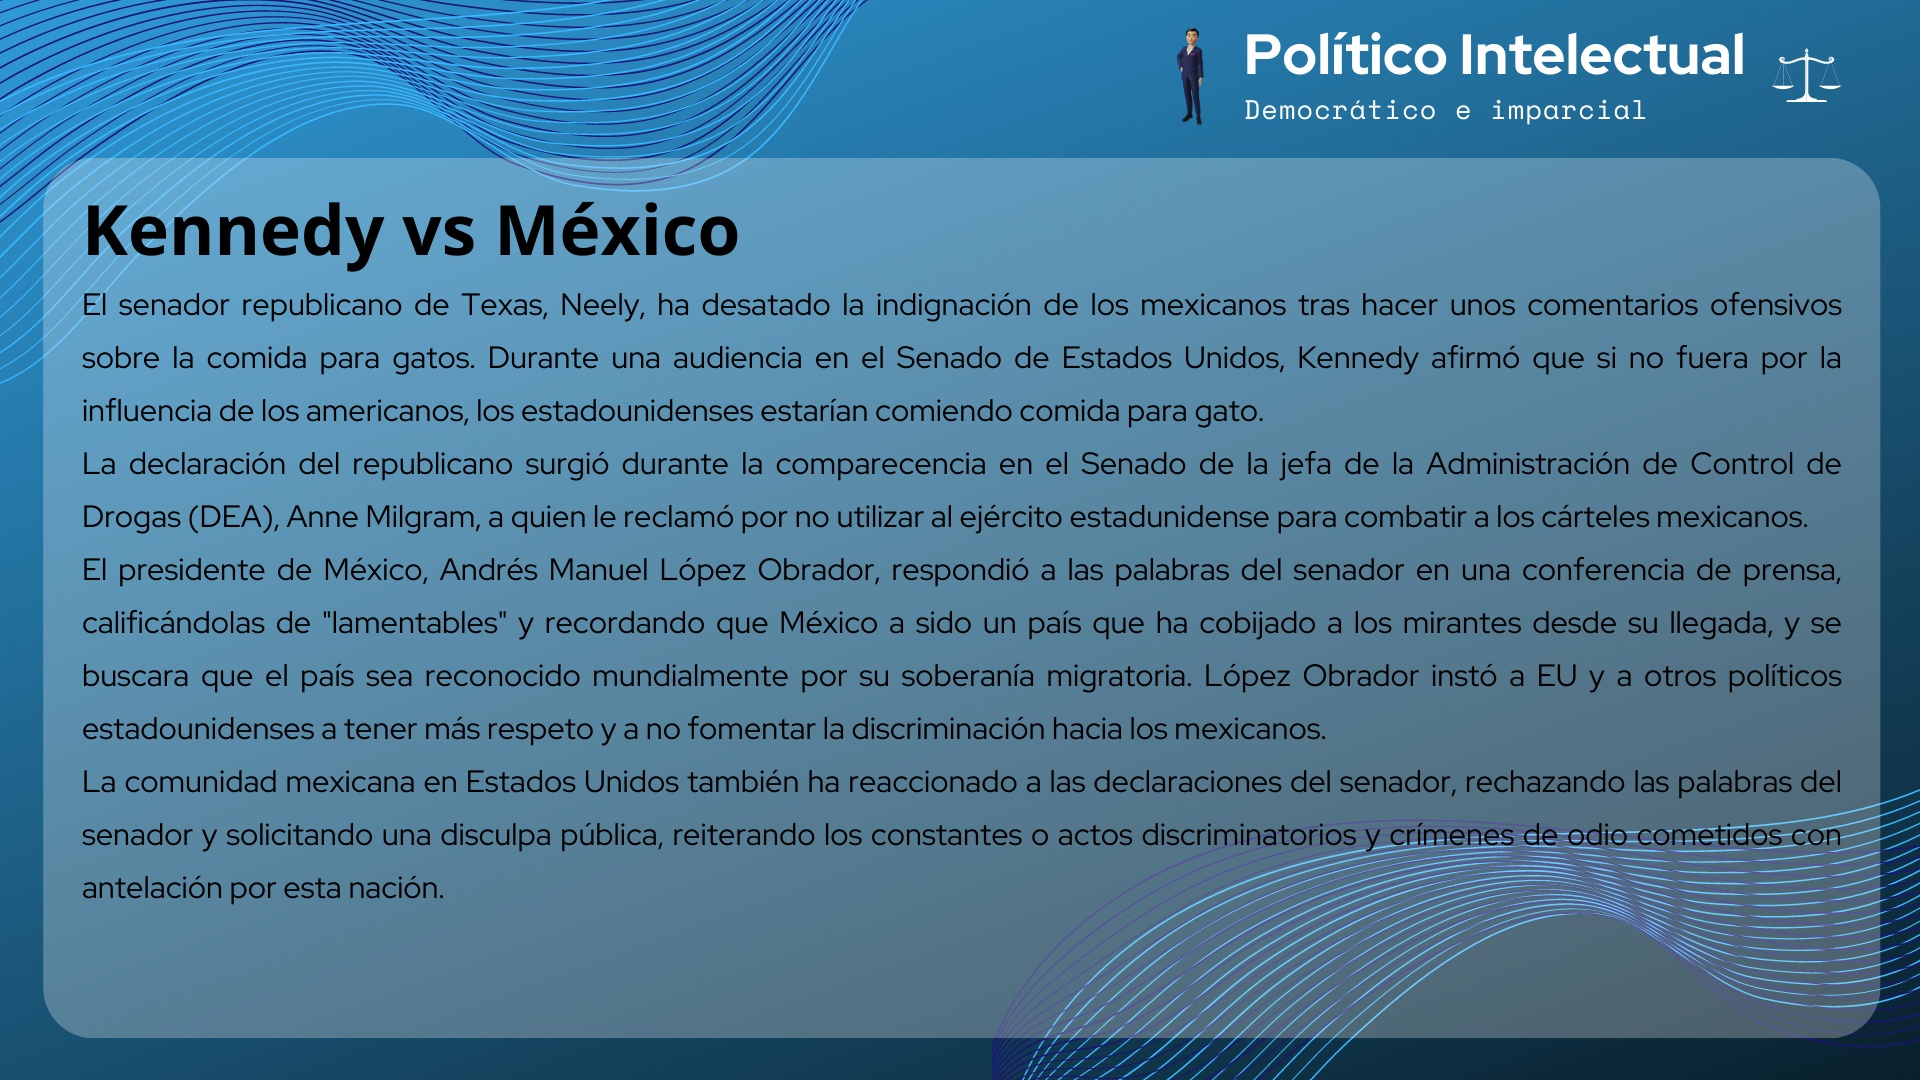 Político Intelectual
Democrático e imparcial
Kennedy vs México
El senador republicano de Texas, Neely, ha desatado la indignación de los mexicanos tras hacer unos comentarios ofensivos
sobre la comida para gatos. Durante una audiencia en el Senado de Estados Unidos, Kennedy afirmó que si no fuera por la
influencia de los americanos, los estadounidenses estarían comiendo comida para gato.
La declaración del republicano surgió durante la comparecencia en el Senado de la jefa de la Administración de Control de
Drogas (DEA), Anne Milgram, a quien le reclamó por no utilizar al ejército estadunidense para combatir a los cárteles mexicanos.
El presidente de México, Andrés Manuel López Obrador, respondió a las palabras del senador en una conferencia de prensa,
calificándolas de "lamentables" y recordando que México a sido un país que ha cobijado a los mirantes desde su llegada, y se
buscara que el país sea reconocido mundialmente por su soberanía migratoria. López Obrador instó a EU y a otros políticos
estadounidenses a tener más respeto y a no fomentar la discriminación hacia los mexicanos.
La comunidad mexicana en Estados Unidos también ha reaccionado a las declaraciones del senador, rechazando las palabras del
senador y solicitando una disculpa pública, reiterando los constantes o actos discriminatorios y crímenes de odio cometidos con
antelación por esta nación.